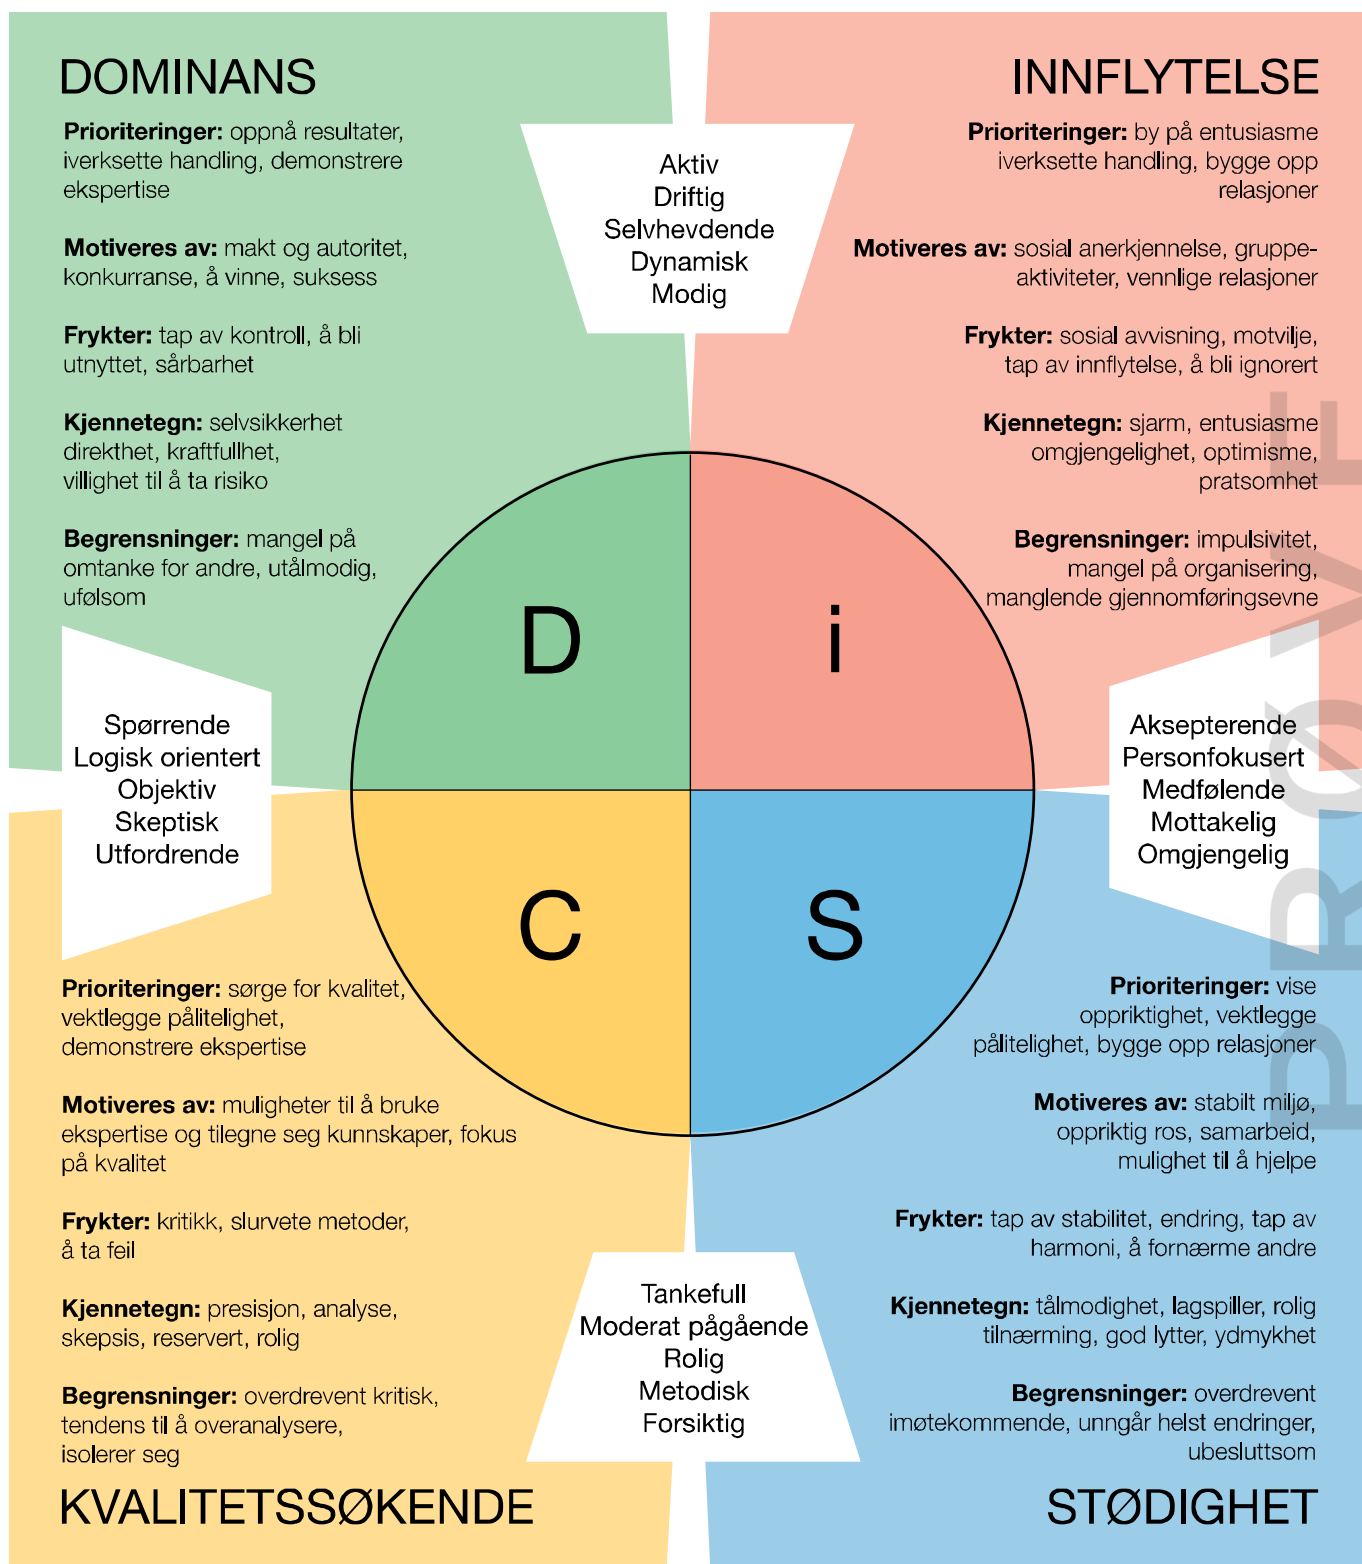 DOMINANS
Prioriteringer: oppnå resultater,
iverksette handling, demonstrere
ekspertise
Motiveres av: makt og autoritet,
konkurranse, å vinne, suksess
Frykter: tap av kontroll, å bli
utnyttet, sårbarhet
Kjennetegn: selvsikkerhet
direkthet, kraftfullhet,
villighet til å ta risiko
Begrensninger: mangel på
omtanke for andre, utålmodig,
ufølsom
Aktiv
Driftig
Selvhevdende
Dynamisk
Modig
INNFLYTELSE
Prioriteringer: by på entusiasme
iverksette handling, bygge opp
relasjoner
Motiveres av: sosial anerkjennelse, gruppe-
aktiviteter, vennlige relasjoner
Frykter: sosial avvisning, motvilje,
tap av innflytelse, å bli ignorert
Kjennetegn: sjarm, entusiasme
omgjengelighet, optimisme,
pratsomhet
Begrensninger: impulsivitet,
mangel på organisering,
manglende gjennomføringsevne
D
i
C
S
Spørrende
Logisk orientert
Objektiv
Skeptisk
Utfordrende
Aksepterende
Personfokusert
Medfølende
Mottakelig
Omgjengelig
Prioriteringer: sørge for kvalitet,
vektlegge pålitelighet,
demonstrere ekspertise
Motiveres av: muligheter til å bruke
ekspertise og tilegne seg kunnskaper, fokus
på kvalitet
Frykter: kritikk, slurvete metoder,
å ta feil
Kjennetegn: presisjon, analyse,
skepsis, reservert, rolig
Begrensninger: overdrevent kritisk,
tendens til å overanalysere,
isolerer seg
KVALITETSSØKENDE
Tankefull
Moderat pågående
Rolig
Metodisk
Forsiktig
Prioriteringer: vise
oppriktighet, vektlegge
pålitelighet, bygge opp relasjoner
Motiveres av: stabilt miljø,
oppriktig ros, samarbeid,
mulighet til å hjelpe
Frykter: tap av stabilitet, endring, tap av
harmoni, å fornærme andre
Kjennetegn: tålmodighet, lagspiller, rolig
tilnærming, god lytter, ydmykhet
Begrensninger: overdrevent
imøtekommende, unngår helst endringer,
ubesluttsom
STØDIGHET
PRØVE